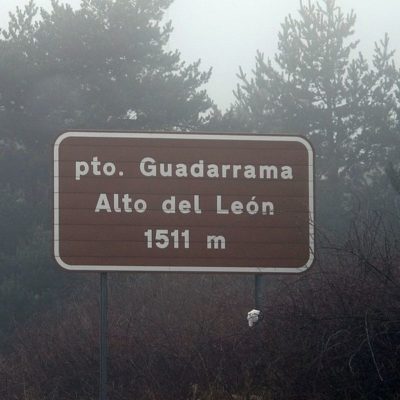 pto. Guadarrama
Alto del León
1511 m